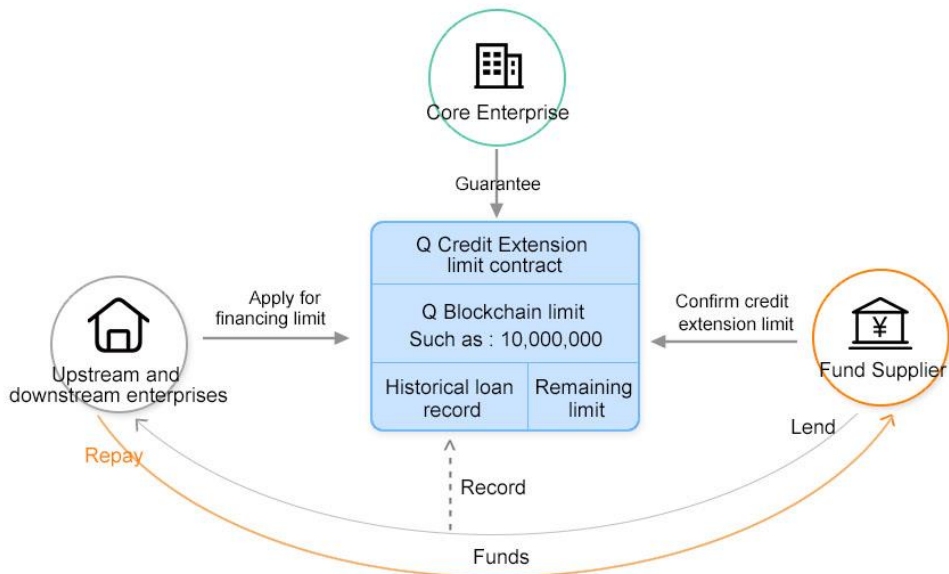 Core Enterprise
Guarantee
Q Credit Extension
limit contract
Apply for
financing limit
Q Blockchain limit
Such as : 10,000,000
Confirm credit
extension limit
¥
Upstream and
downstream enterprises
Historical loan
record
Remaining
limit
Fund Supplier
Lend
Repay
Record
Funds